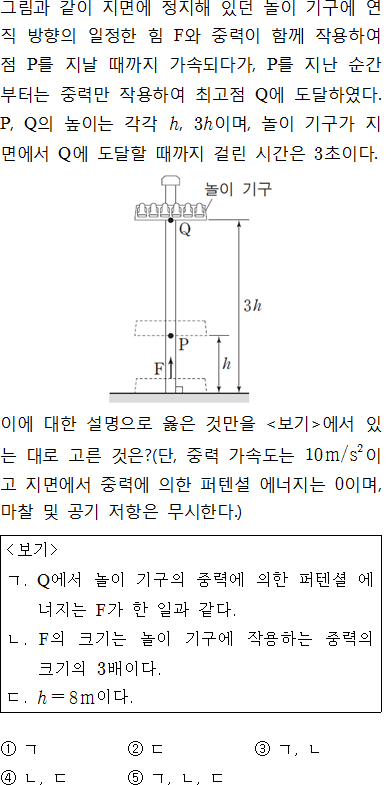 그림과 같이 지면에 정지해 있던 놀이 기구에 연
직 방향의 일정한 힘 F와 중력이 함께 작용하여
점 P를 지날 때까지 가속되다가, P를 지난 순간
부터는 중력만 작용하여 최고점 Q에 도달하였다.
P, Q의 높이는 각각 h, 3h이며, 놀이 기구가 지
면에서 Q에 도달할 때까지 걸린 시간은 3초이다.
놀이 기구
Q
3h
P
F
h
이에 대한 설명으로 옳은 것만을 <보기>에서 있
는 대로 고른 것은?(단, 중력 가속도는 10m/s²이
고 지면에서 중력에 의한 퍼텐셜 에너지는 0이며,
마찰 및 공기 저항은 무시한다.)
<보기>
ㄱ. Q에서 놀이 기구의 중력에 의한 퍼텐셜 에
너지는 F가 한 일과 같다.
ㄴ. F의 크기는 놀이 기구에 작용하는 중력의
크기의 3배이다.
ㄷ. h=8m이다.
① ㄱ ② ㄷ ③ ㄱ, ㄴ
④ ㄴ, ㄷ ⑤ ㄱ, ㄴ, ㄷ